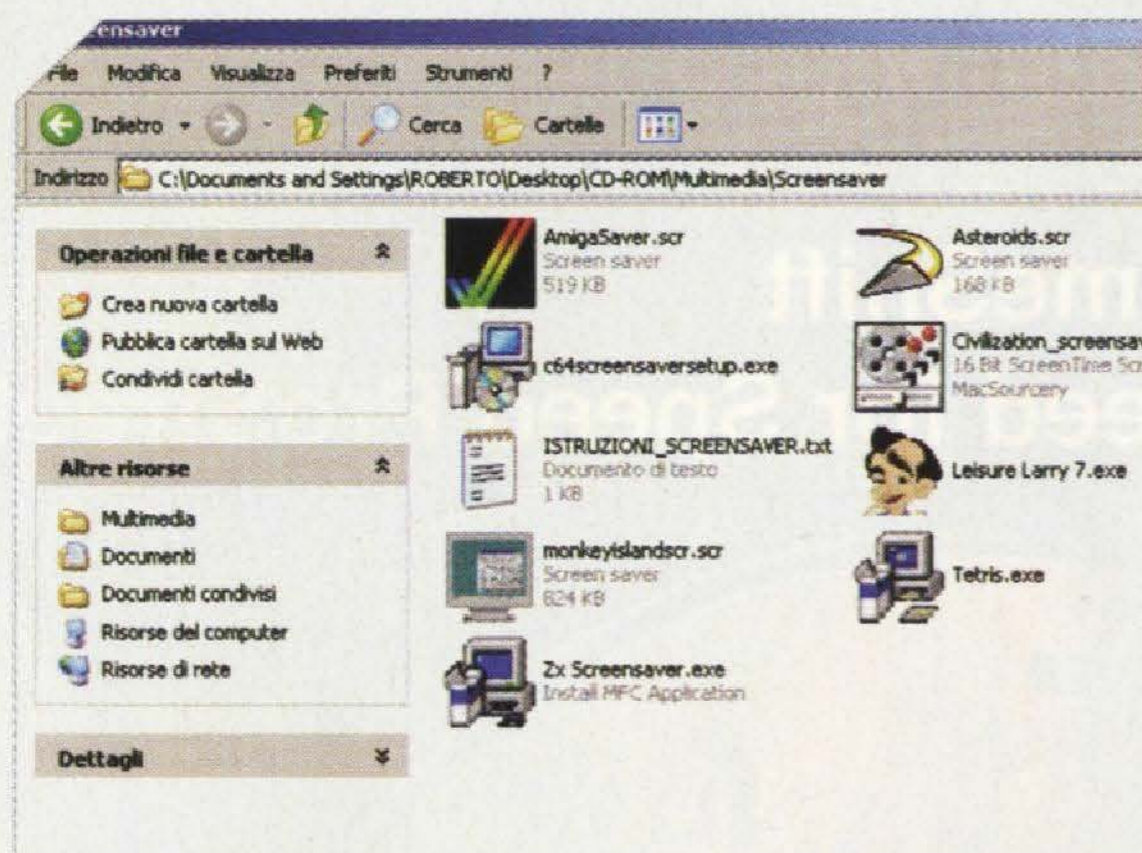 Screensaver
File Modifica Visualizza Preferiti Strumenti ?
Indietro Cerca Cartelle
Indirizzo C:\Documents and Settings\ROBERTO\Desktop\CD-ROM\Multimedia\Screensaver
Operazioni file e cartella
Crea nuova cartella
Pubblica cartella sul Web
Condividi cartella
Altre risorse
Multimedia
Documenti
Documenti condivisi
Risorse del computer
Risorse di rete
Dettagli
AmigaSaver.scr
Screen saver
519 KB
Asteroids.scr
Screen saver
168 KB
c64screensaversetup.exe
Civilization_screensav
16 Bit ScreenTime Scr
MacSourcery
ISTRUZIONI_SCREENSAVER.txt
Documento di testo
1 KB
Leisure Larry 7.exe
monkeyislandscr.scr
Screen saver
824 KB
Tetris.exe
Zx Screensaver.exe
Install MFC Application